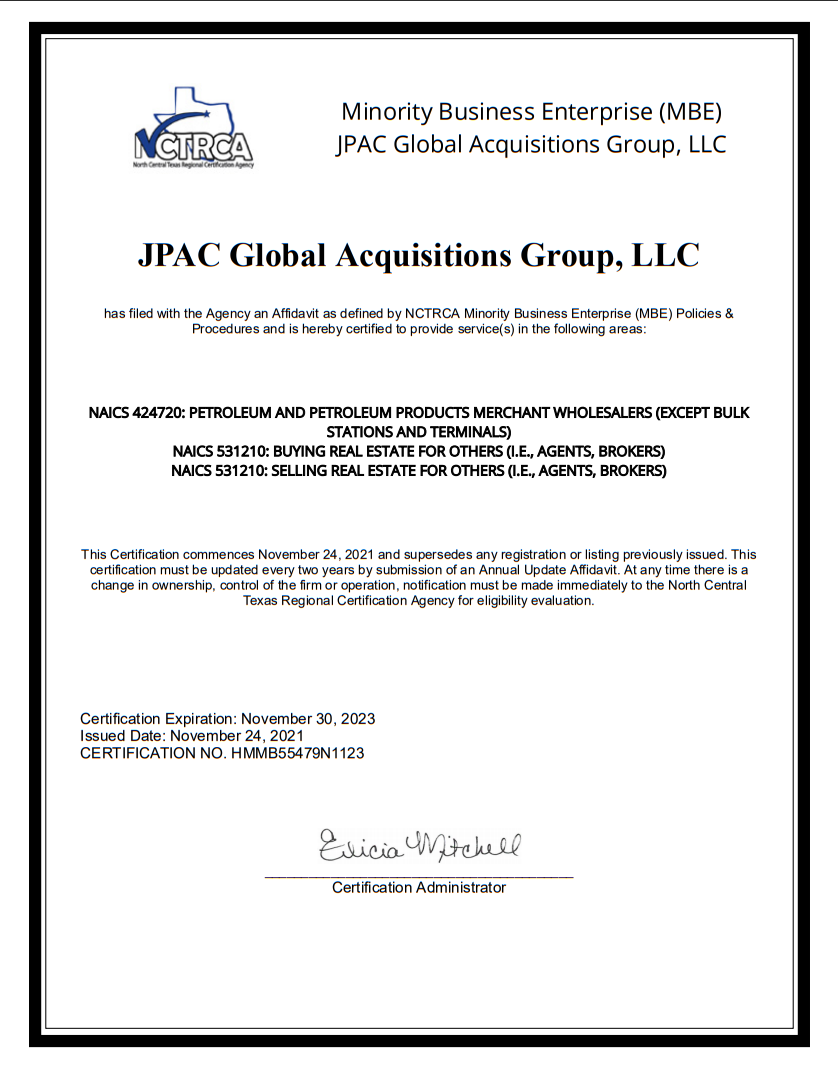 NCTRCA
North Central Texas Regional Certification Agency
Minority Business Enterprise (MBE)
JPAC Global Acquisitions Group, LLC
JPAC Global Acquisitions Group, LLC
has filed with the Agency an Affidavit as defined by NCTRCA Minority Business Enterprise (MBE) Policies &
Procedures and is hereby certified to provide service(s) in the following areas:
NAICS 424720: PETROLEUM AND PETROLEUM PRODUCTS MERCHANT WHOLESALERS (EXCEPT BULK
STATIONS AND TERMINALS)
NAICS 531210: BUYING REAL ESTATE FOR OTHERS (I.E., AGENTS, BROKERS)
NAICS 531210: SELLING REAL ESTATE FOR OTHERS (I.E., AGENTS, BROKERS)
This Certification commences November 24, 2021 and supersedes any registration or listing previously issued. This
certification must be updated every two years by submission of an Annual Update Affidavit. At any time there is a
change in ownership, control of the firm or operation, notification must be made immediately to the North Central
Texas Regional Certification Agency for eligibility evaluation.
Certification Expiration: November 30, 2023
Issued Date: November 24, 2021
CERTIFICATION NO. HMMB55479N1123
Mitchell
Certification Administrator